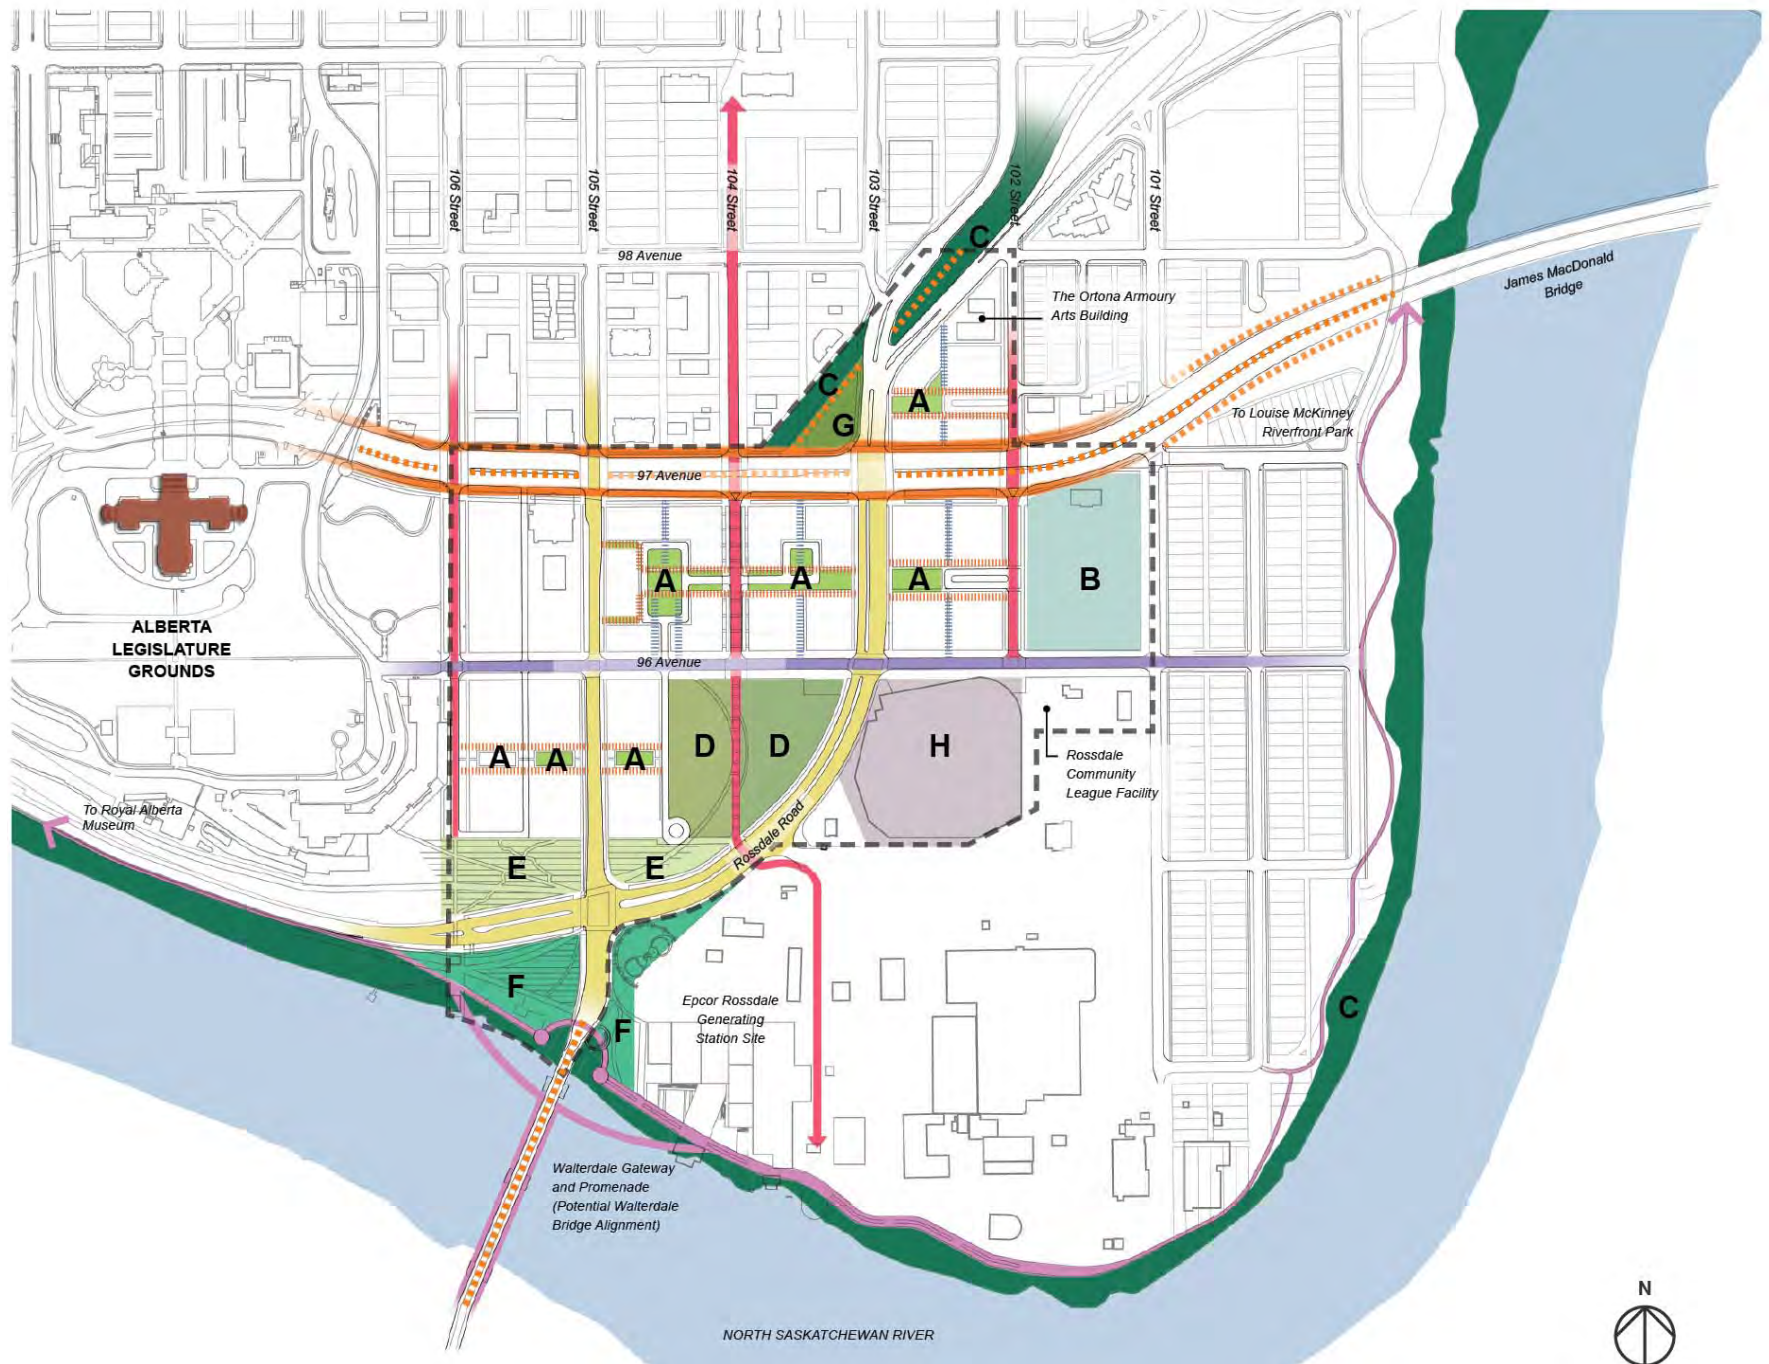 106 Street
105 Street
104 Street
103 Street
102 Street
101 Street
C
98 Avenue
James MacDonald
Bridge
The Ortona Armoury
Arts Building
C
A
G
To Louise McKinney
Riverfront Park
97 Avenue
A
A
A
B
ALBERTA
LEGISLATURE
GROUNDS
96 Avenue
A
A
A
D
D
H
Rossdale
Community
League Facility
To Royal Alberta
Museum
Rossdale Road
E
E
F
F
C
Epcor Rossdale
Generating
Station Site
Walterdale Gateway
and Promenade
(Potential Walterdale
Bridge Alignment)
N
NORTH SASKATCHEWAN RIVER